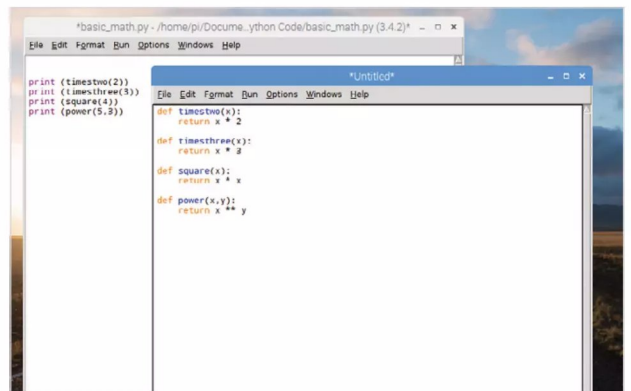 *basic_math.py - /home/pi/Docume...ython Code/basic_math.py (3.4.2)*
File Edit Format Run Options Windows Help
print (timestwo(2))
print (timesthree(3))
print (square(4))
print (power(5,3))
*Untitled*
File Edit Format Run Options Windows Help
def timestwo(x):
    return x * 2
def timesthree(x):
    return x * 3
def square(x):
    return x * x
def power(x,y):
    return x ** y